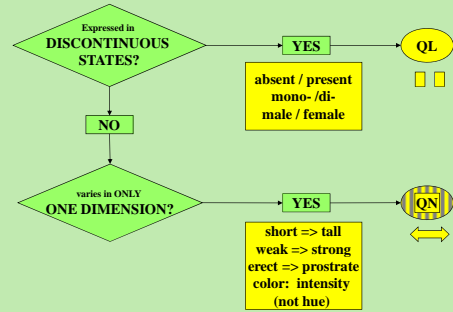 Expressed in
DISCONTINUOUS
STATES?
YES
QL
absent / present
mono- /di-
male / female
NO
varies in ONLY
ONE DIMENSION?
YES
QN
short => tall
weak => strong
erect => prostrate
color: intensity
(not hue)